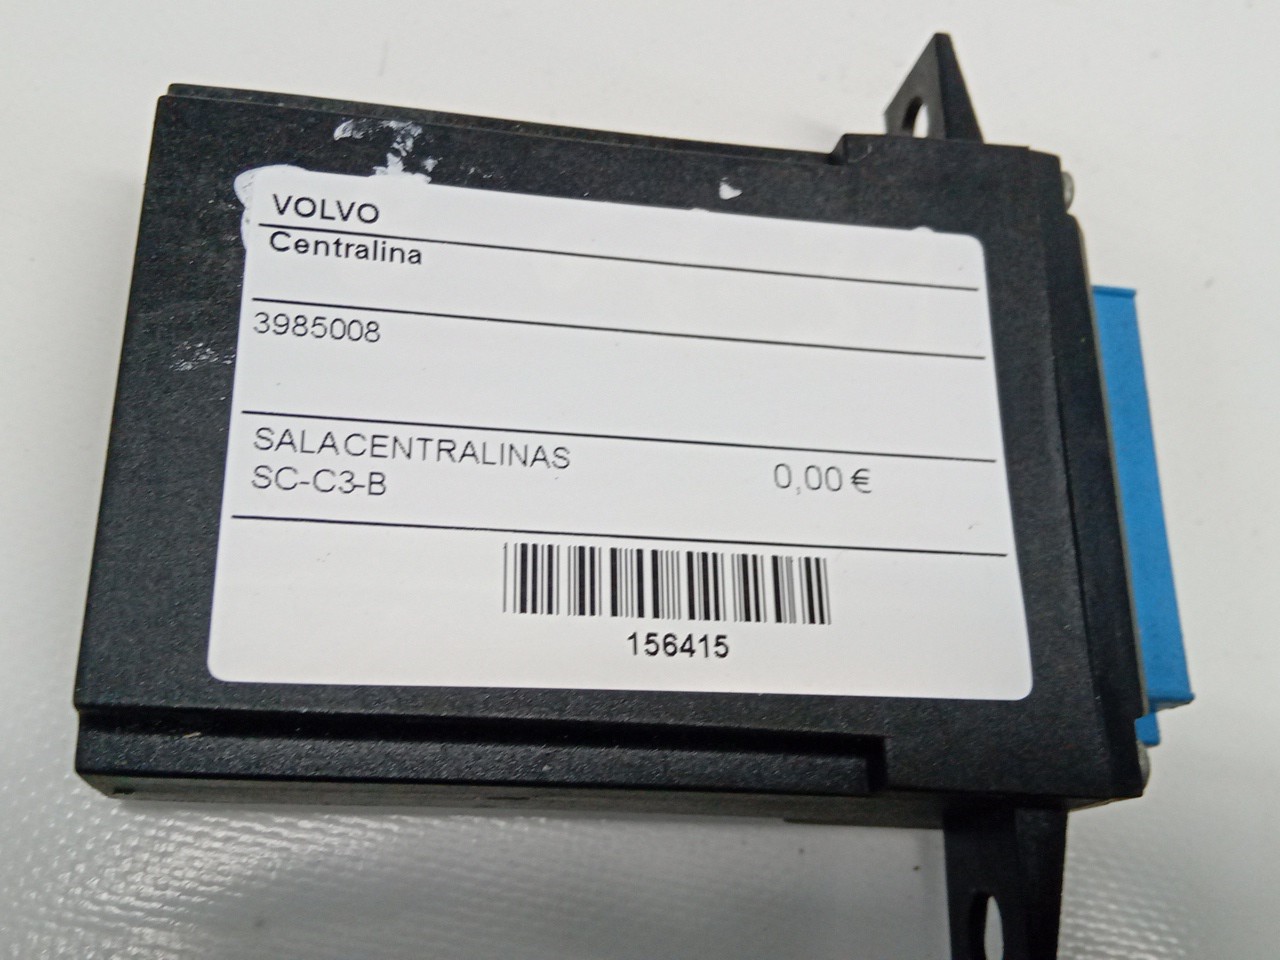 VOLVO
Centralina
3985008
SALACENTRALINAS
SC-C3-B
0,00 €
156415